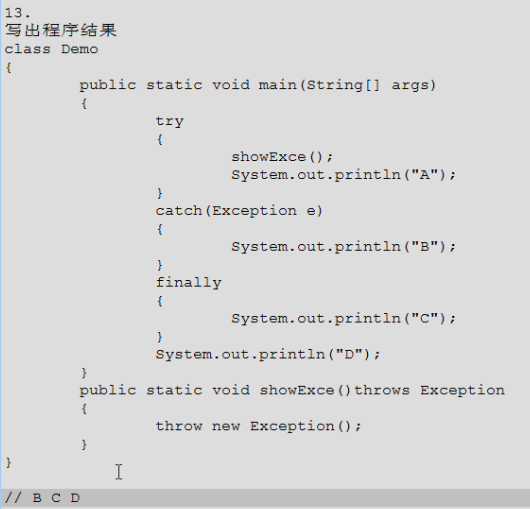 13.
写出程序结果
class Demo
{
        public static void main(String[] args)
        {
                try
                {
                        showExce();
                        System.out.println("A");
                }
                catch(Exception e)
                {
                        System.out.println("B");
                }
                finally
                {
                        System.out.println("C");
                }
                System.out.println("D");
        }
        public static void showExce()throws Exception
        {
                throw new Exception();
        }
}
// B C D